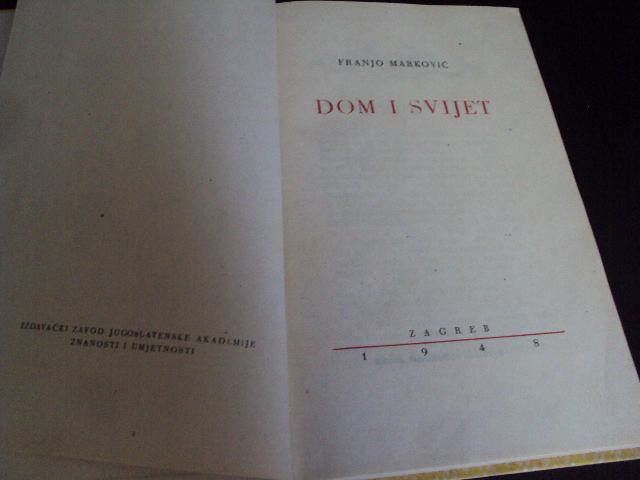 IZDAVAČKI ZAVOD JUGOSLAVENSKE AKADEMIJE
ZNANOSTI I UMJETNOSTI
FRANJO MARKOVIĆ
DOM I SVIJET
ZAGREB
1948